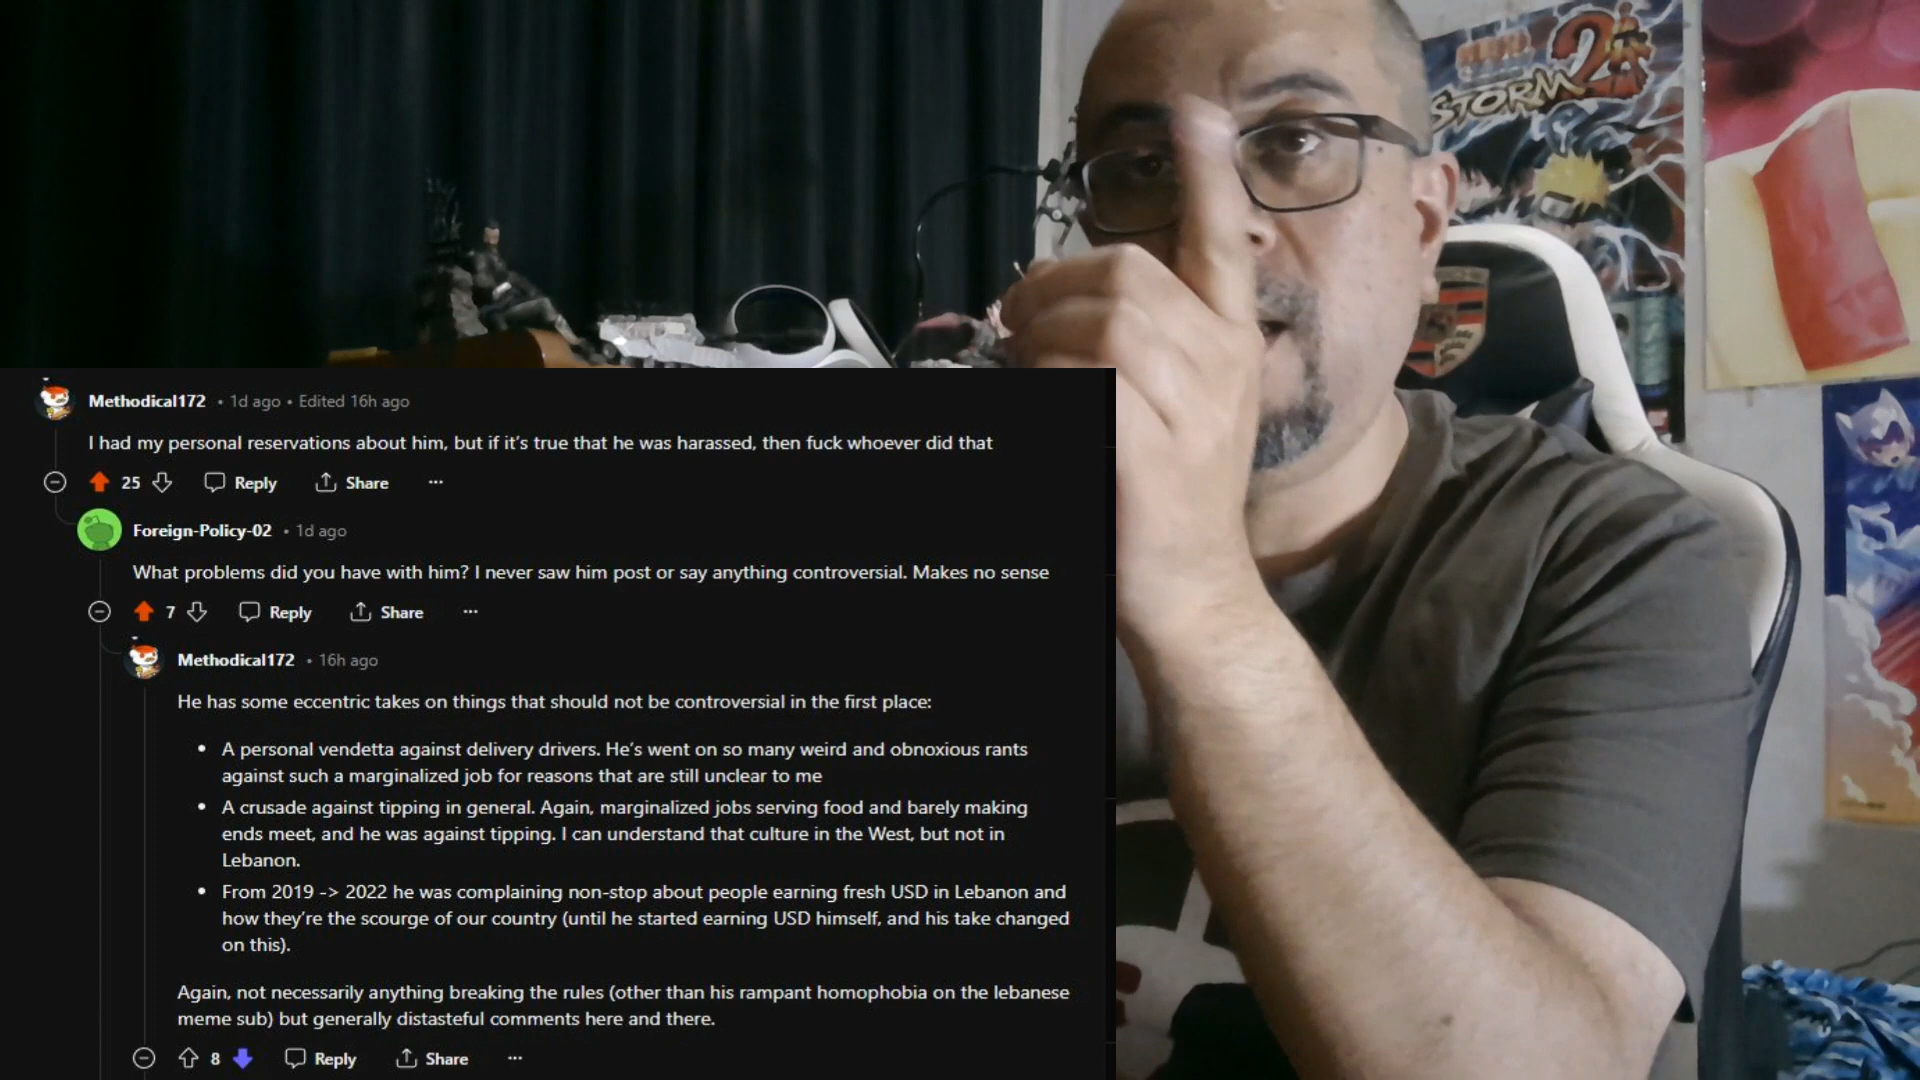 STORM 2
Methodical172 • 1d ago • Edited 16h ago
I had my personal reservations about him, but if it's true that he was harassed, then fuck whoever did that
25 Reply Share ...
Foreign-Policy-02 • 1d ago
What problems did you have with him? I never saw him post or say anything controversial. Makes no sense
7 Reply Share ...
Methodical172 • 16h ago
He has some eccentric takes on things that should not be controversial in the first place:
• A personal vendetta against delivery drivers. He's went on so many weird and obnoxious rants
against such a marginalized job for reasons that are still unclear to me
• A crusade against tipping in general. Again, marginalized jobs serving food and barely making
ends meet, and he was against tipping. I can understand that culture in the West, but not in
Lebanon.
• From 2019 -> 2022 he was complaining non-stop about people earning fresh USD in Lebanon and
how they're the scourge of our country (until he started earning USD himself, and his take changed
on this).
Again, not necessarily anything breaking the rules (other than his rampant homophobia on the lebanese
meme sub) but generally distasteful comments here and there.
8 Reply Share ...